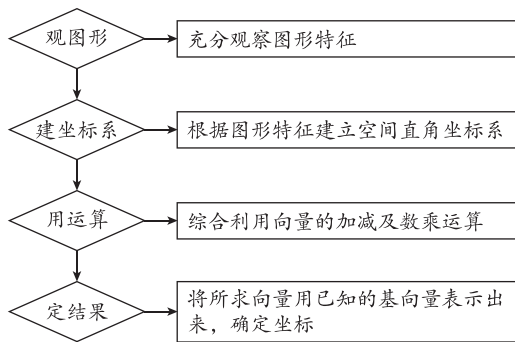 观图形
充分观察图形特征
建坐标系
根据图形特征建立空间直角坐标系
用运算
综合利用向量的加减及数乘运算
定结果
将所求向量用已知的基向量表示出
来，确定坐标